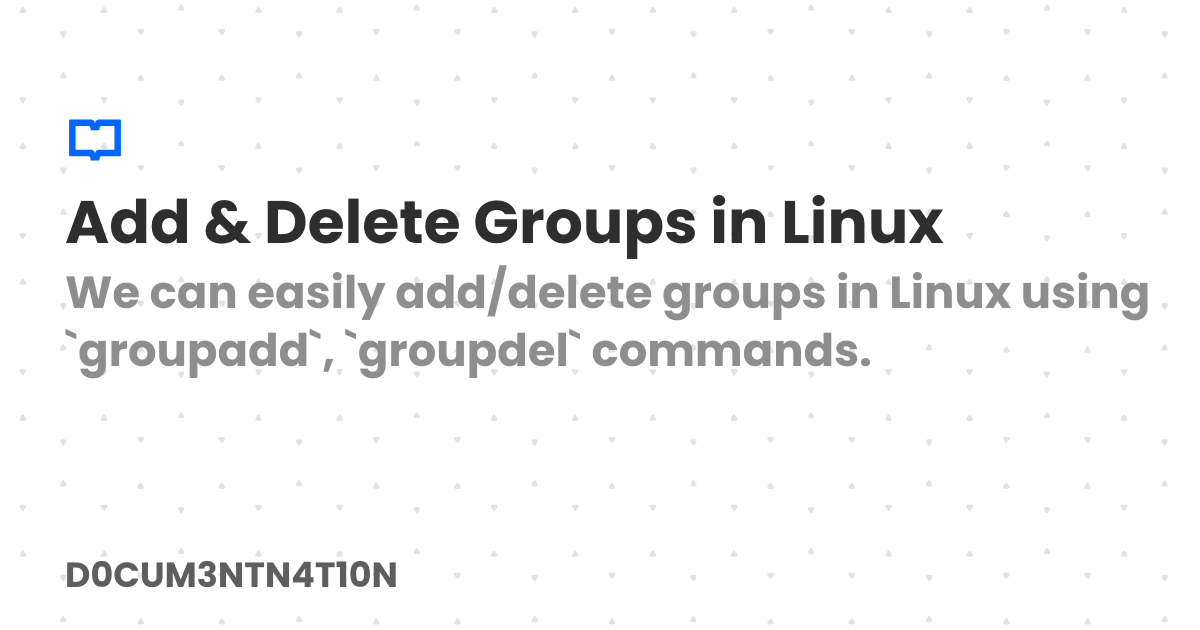 Add & Delete Groups in Linux
We can easily add/delete groups in Linux using
`groupadd`, `groupdel` commands.
D0CUM3NTN4T10N